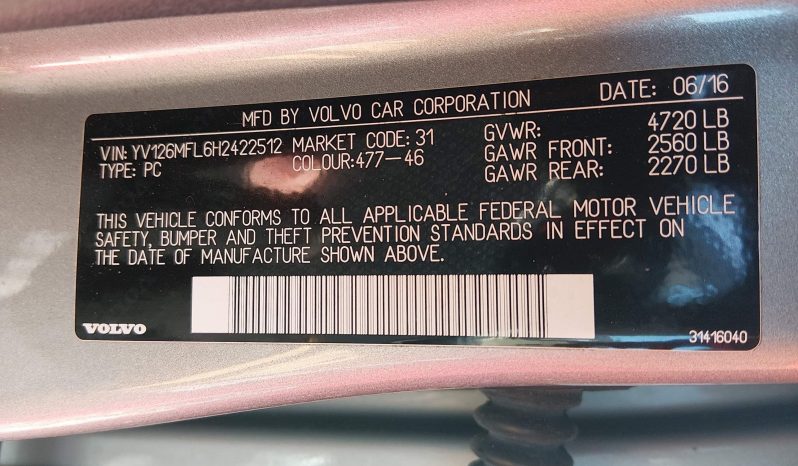 MFD BY VOLVO CAR CORPORATION DATE: 06/16
VIN: YV126MFL6H2422512 MARKET CODE: 31 GVWR: 4720 LB
TYPE: PC COLOUR:477-46 GAWR FRONT: 2560 LB
GAWR REAR: 2270 LB
THIS VEHICLE CONFORMS TO ALL APPLICABLE FEDERAL MOTOR VEHICLE
SAFETY, BUMPER AND THEFT PREVENTION STANDARDS IN EFFECT ON
THE DATE OF MANUFACTURE SHOWN ABOVE.
VOLVO 31416040